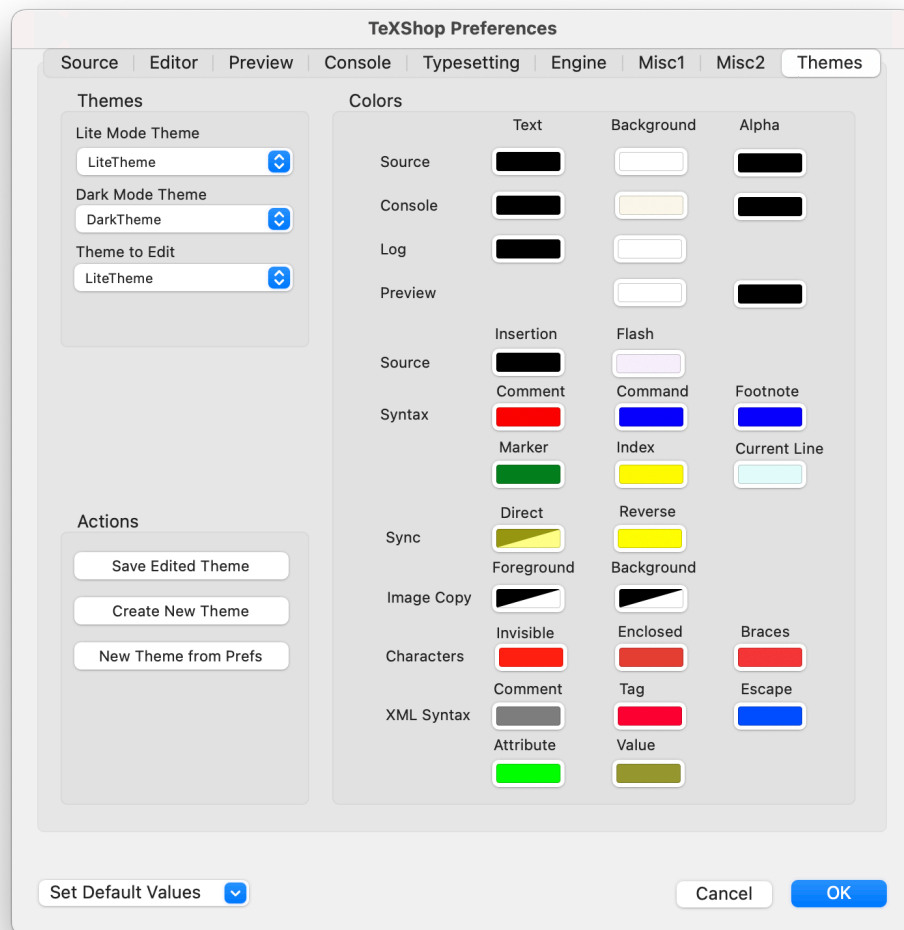 TeXShop Preferences
Source Editor Preview Console Typesetting Engine Misc1 Misc2 Themes
Themes
Lite Mode Theme
LiteTheme
Dark Mode Theme
DarkTheme
Theme to Edit
LiteTheme
Actions
Save Edited Theme
Create New Theme
New Theme from Prefs
Colors
Text Background Alpha
Source
Console
Log
Preview
Insertion Flash
Source
Comment Command Footnote
Syntax
Marker Index Current Line
Direct Reverse
Sync
Foreground Background
Image Copy
Invisible Enclosed Braces
Characters
Comment Tag Escape
XML Syntax
Attribute Value
Set Default Values
Cancel OK